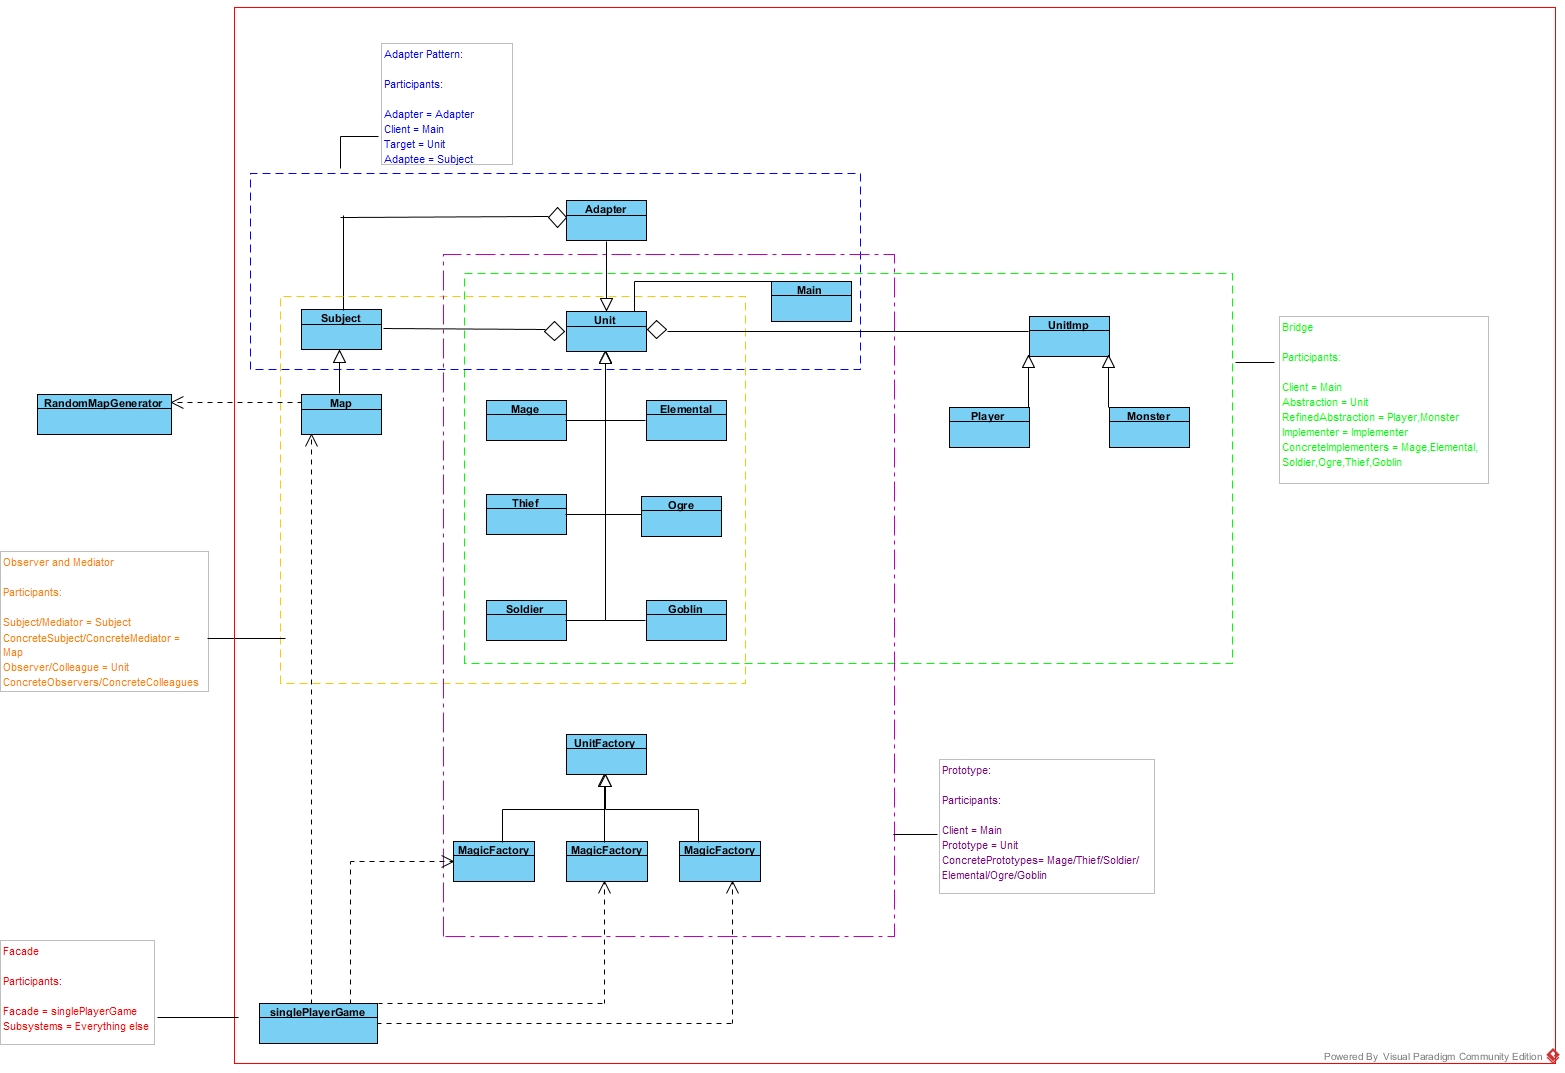 Adapter Pattern:
Participants:
Adapter = Adapter
Client = Main
Target = Unit
Adaptee = Subject
Adapter
Main
Subject
Unit
UnitImp
RandomMapGenerator
Map
Mage
Elemental
Player
Monster
Thief
Ogre
Soldier
Goblin
Bridge
Participants:
Client = Main
Abstraction = Unit
RefinedAbstraction = Player,Monster
Implementer = Implementer
ConcreteImplementers = Mage,Elemental,
Soldier,Ogre,Thief,Goblin
Observer and Mediator
Participants:
Subject/Mediator = Subject
ConcreteSubject/ConcreteMediator =
Map
Observer/Colleague = Unit
ConcreteObservers/ConcreteColleagues
UnitFactory
MagicFactory
MagicFactory
MagicFactory
Prototype:
Participants:
Client = Main
Prototype = Unit
ConcretePrototypes= Mage/Thief/Soldier/
Elemental/Ogre/Goblin
Facade
Participants:
Facade = singlePlayerGame
Subsystems = Everything else
singlePlayerGame
Powered By Visual Paradigm Community Edition